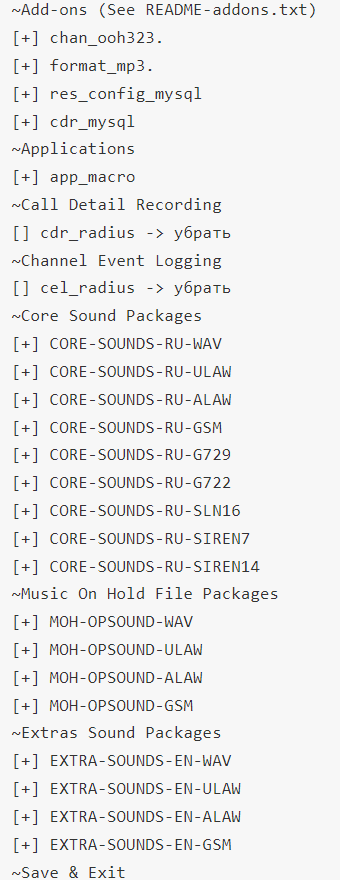 ~Add-ons (See README-addons.txt)
[+] chan_ooh323.
[+] format_mp3.
[+] res_config_mysql
[+] cdr_mysql
~Applications
[+] app_macro
~Call Detail Recording
[] cdr_radius -> убрать
~Channel Event Logging
[] cel_radius -> убрать
~Core Sound Packages
[+] CORE-SOUNDS-RU-WAV
[+] CORE-SOUNDS-RU-ULAW
[+] CORE-SOUNDS-RU-ALAW
[+] CORE-SOUNDS-RU-GSM
[+] CORE-SOUNDS-RU-G729
[+] CORE-SOUNDS-RU-G722
[+] CORE-SOUNDS-RU-SLN16
[+] CORE-SOUNDS-RU-SIREN7
[+] CORE-SOUNDS-RU-SIREN14
~Music On Hold File Packages
[+] MOH-OPSOUND-WAV
[+] MOH-OPSOUND-ULAW
[+] MOH-OPSOUND-ALAW
[+] MOH-OPSOUND-GSM
~Extras Sound Packages
[+] EXTRA-SOUNDS-EN-WAV
[+] EXTRA-SOUNDS-EN-ULAW
[+] EXTRA-SOUNDS-EN-ALAW
[+] EXTRA-SOUNDS-EN-GSM
~Save & Exit